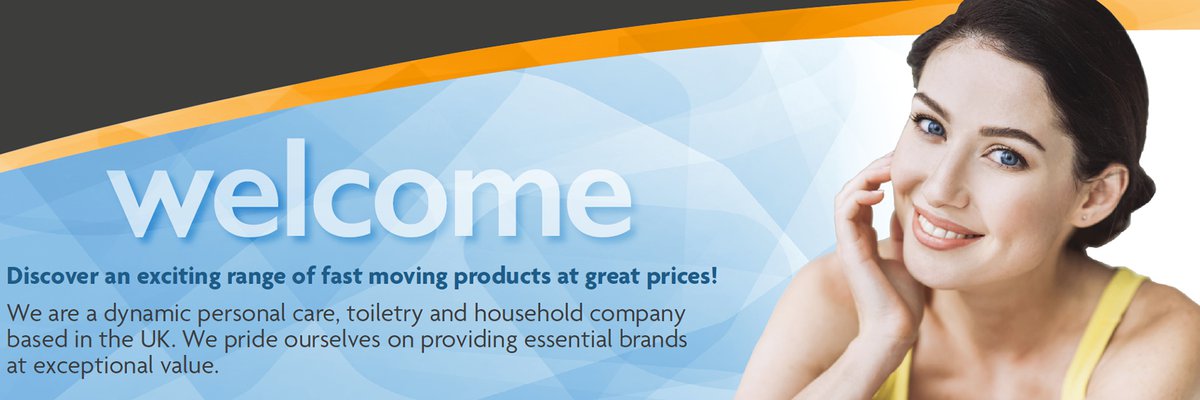 welcome
Discover an exciting range of fast moving products at great prices!
We are a dynamic personal care, toiletry and household company
based in the UK. We pride ourselves on providing essential brands
at exceptional value.